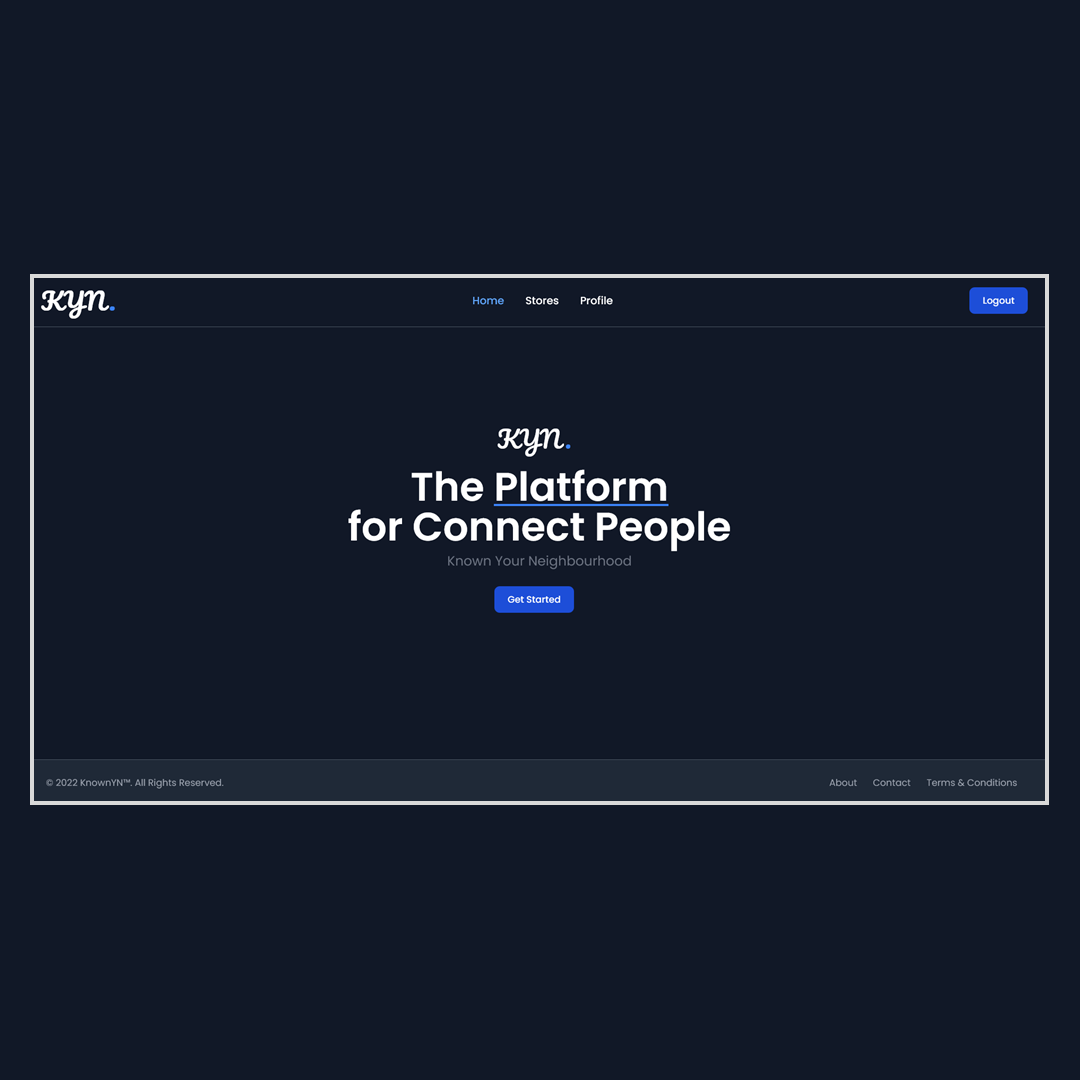 KYN.
Home Stores Profile
Logout
KYN.
The Platform
for Connect People
Known Your Neighbourhood
Get Started
© 2022 KnownYN™. All Rights Reserved.
About Contact Terms & Conditions